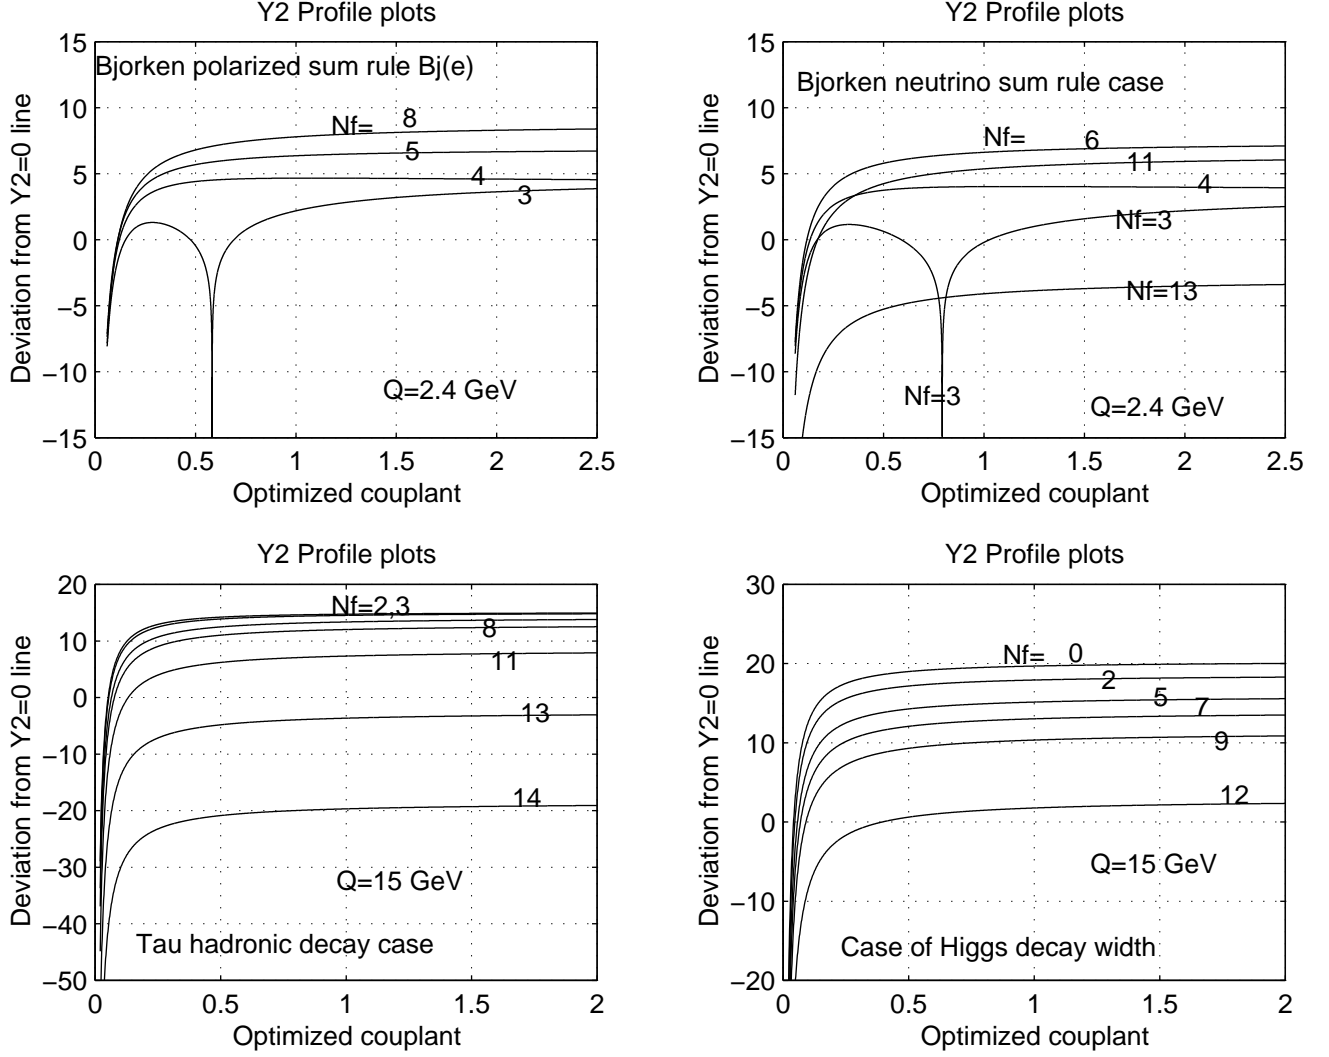 Y2 Profile plots
Deviation from Y2=0 line
15
10
5
0
−5
−10
−15
Bjorken polarized sum rule Bj(e)
Nf=
8
5
4
3
Q=2.4 GeV
0
0.5
1
1.5
2
2.5
Optimized couplant
Y2 Profile plots
Deviation from Y2=0 line
15
10
5
0
−5
−10
−15
Bjorken neutrino sum rule case
Nf=
6
11
4
Nf=3
Nf=13
Nf=3
Q=2.4 GeV
0
0.5
1
1.5
2
2.5
Optimized couplant
Y2 Profile plots
Deviation from Y2=0 line
20
10
0
−10
−20
−30
−40
−50
Nf=2,3
8
11
13
14
Q=15 GeV
Tau hadronic decay case
0
0.5
1
1.5
2
Optimized couplant
Y2 Profile plots
Deviation from Y2=0 line
30
20
10
0
−10
−20
Nf=
0
2
5
7
9
12
Q=15 GeV
Case of Higgs decay width
0
0.5
1
1.5
2
Optimized couplant